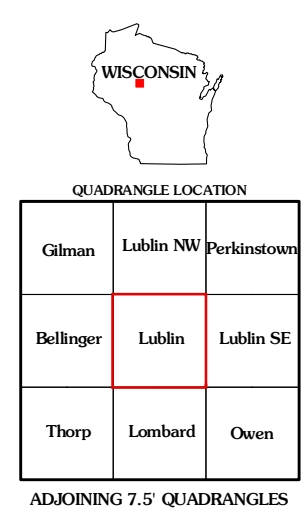 WISCONSIN
QUADRANGLE LOCATION
Gilman Lublin NW Perkinstown
Bellinger Lublin Lublin SE
Thorp Lombard Owen
ADJOINING 7.5' QUADRANGLES